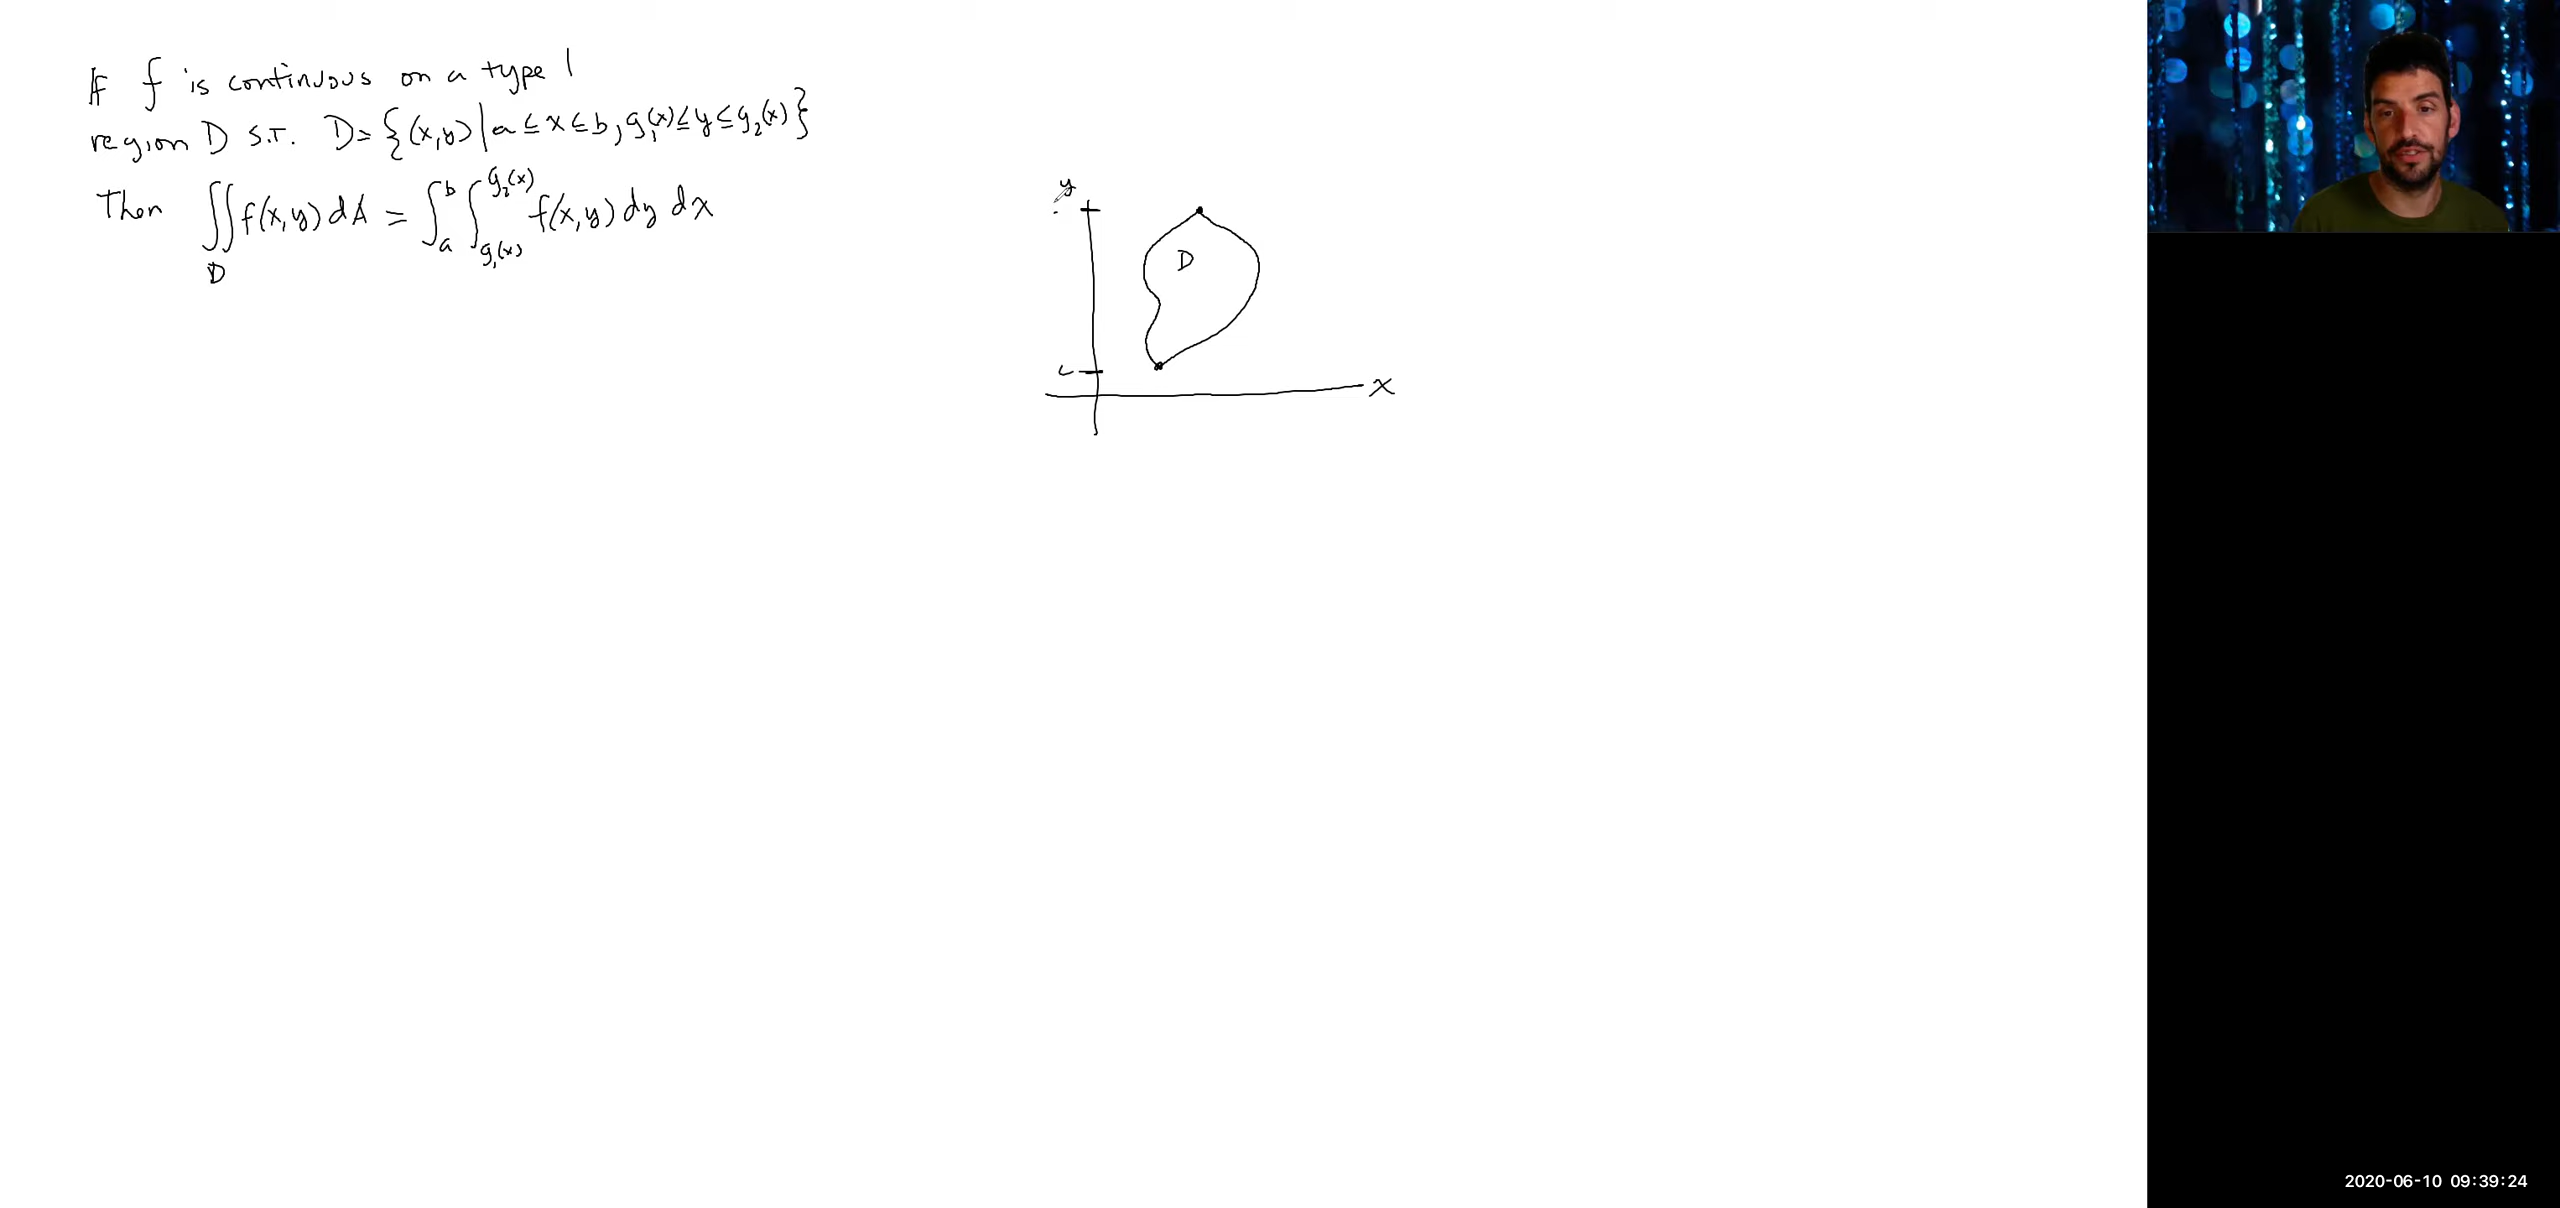 If f is continuous on a type 1
region D s.t. D= {(x,y) | a ≤ x ≤ b, g₁(x) ≤ y ≤ g₂(x)}
Then ∬_D f(x,y) dA = ∫_a^b ∫_{g₁(x)}^{g₂(x)} f(x,y) dy dx
y
D
c
x
2020-06-10 09:39:24